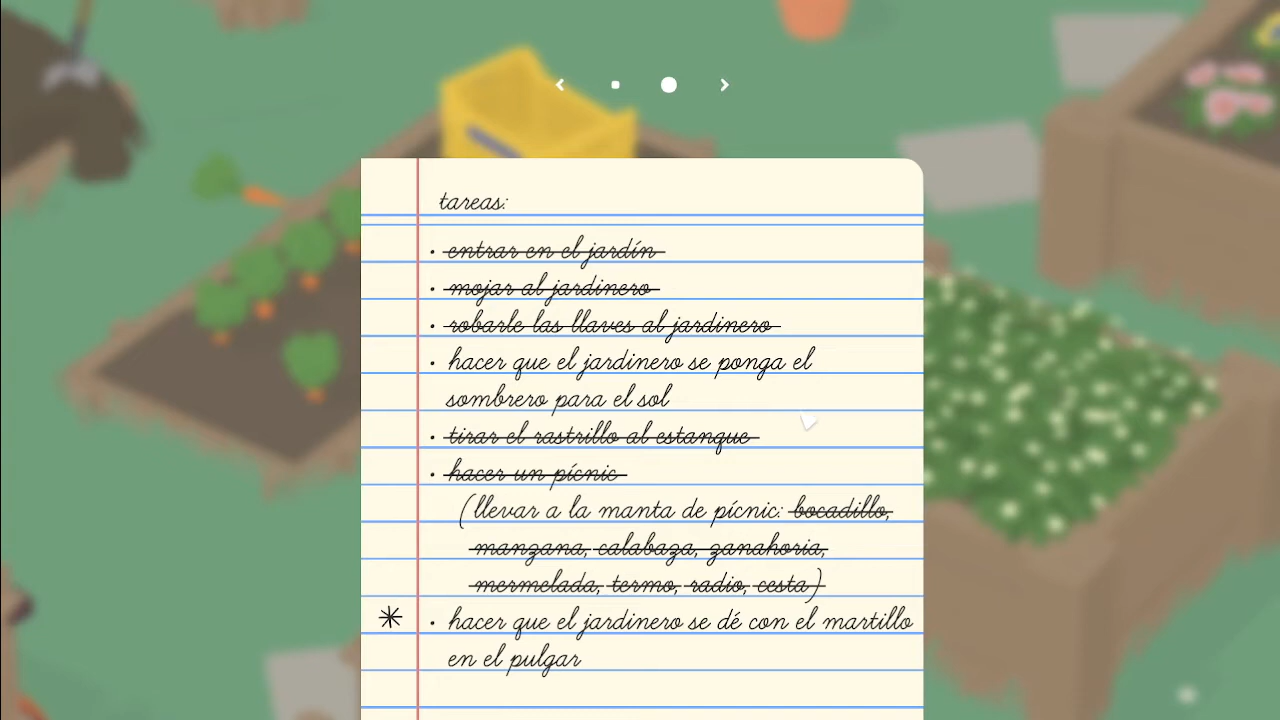 tareas:
• entrar en el jardín
• mojar al jardinero
• robarle las llaves al jardinero
• hacer que el jardinero se ponga el
sombrero para el sol
• tirar el rastrillo al estanque
• hacer un pícnic
(llevar a la manta de pícnic: bocadillo,
manzana, calabaza, zanahoria,
mermelada, termo, radio, cesta)
• hacer que el jardinero se dé con el martillo
en el pulgar